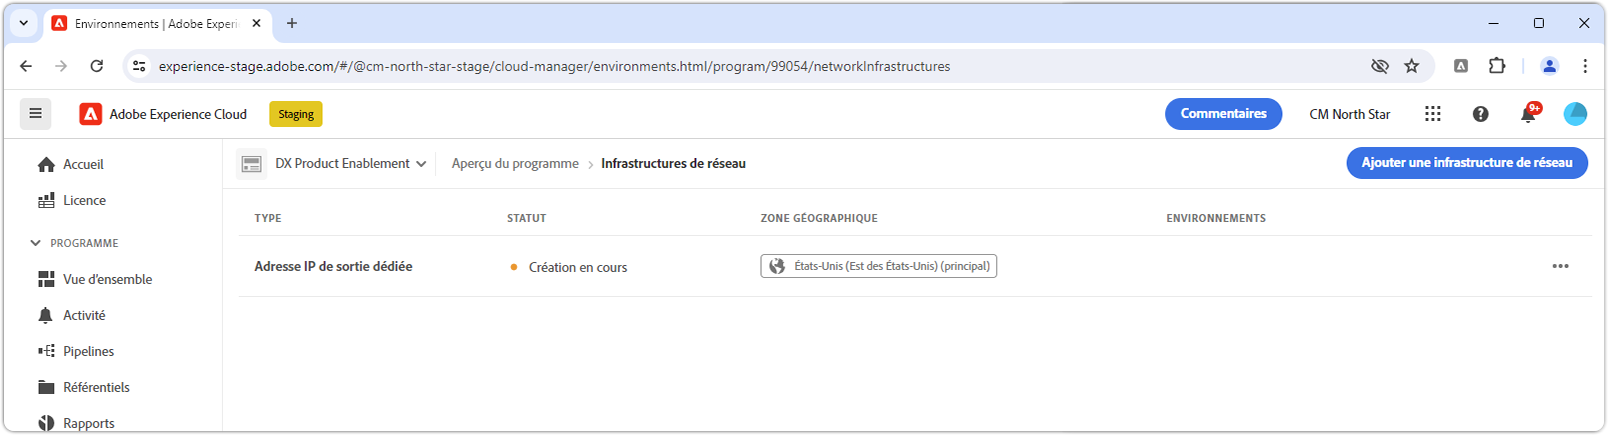 Environnements | Adobe Experi
experience-stage.adobe.com/#/@cm-north-star-stage/cloud-manager/environments.html/program/99054/networkInfrastructures
Adobe Experience Cloud Staging Commentaires CM North Star 9+
Accueil
Licence
PROGRAMME
Vue d'ensemble
Activité
Pipelines
Référentiels
Rapports
DX Product Enablement Aperçu du programme > Infrastructures de réseau Ajouter une infrastructure de réseau
TYPE STATUT ZONE GÉOGRAPHIQUE ENVIRONNEMENTS
Adresse IP de sortie dédiée Création en cours États-Unis (Est des États-Unis) (principal)